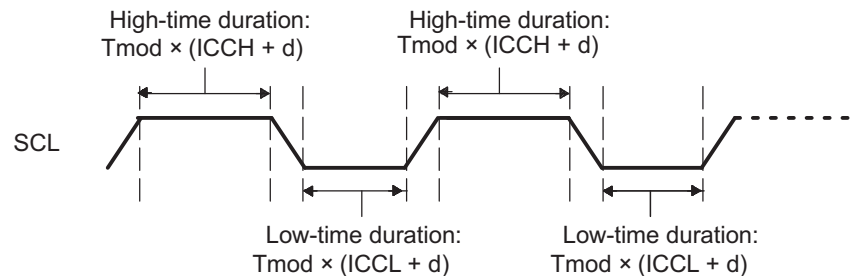 High-time duration:
Tmod × (ICCH + d)
High-time duration:
Tmod × (ICCH + d)
SCL
Low-time duration:
Tmod × (ICCL + d)
Low-time duration:
Tmod × (ICCL + d)